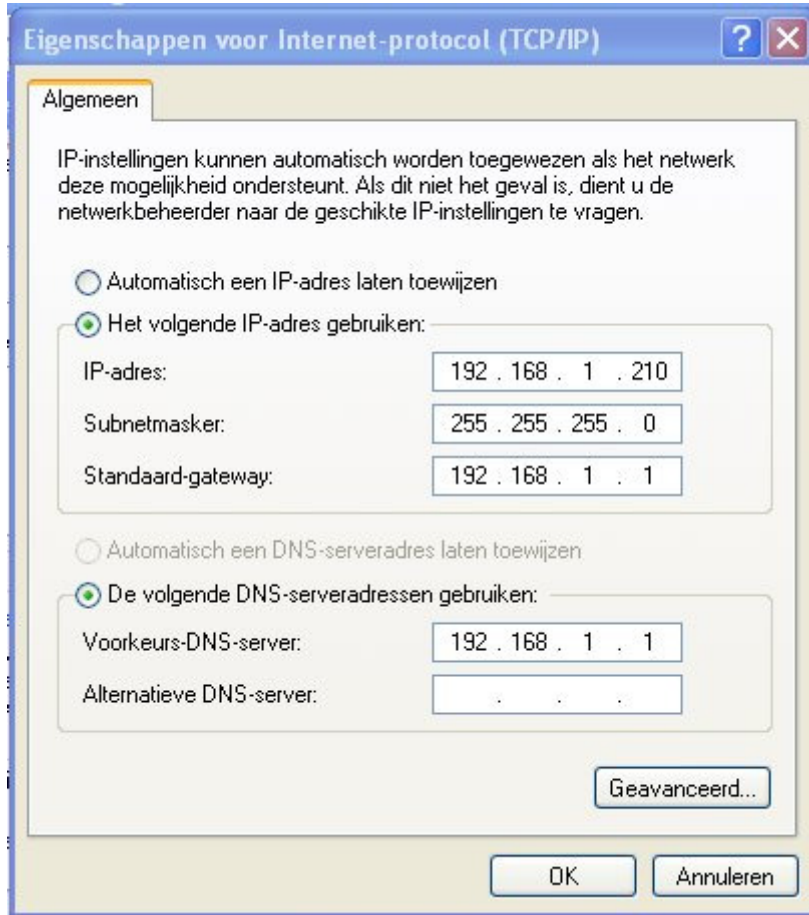 Eigenschappen voor Internet-protocol (TCP/IP)
Algemeen
IP-instellingen kunnen automatisch worden toegewezen als het netwerk
deze mogelijkheid ondersteunt. Als dit niet het geval is, dient u de
netwerkbeheerder naar de geschikte IP-instellingen te vragen.
Automatisch een IP-adres laten toewijzen
Het volgende IP-adres gebruiken:
IP-adres: 192 . 168 . 1 . 210
Subnetmasker: 255 . 255 . 255 . 0
Standaard-gateway: 192 . 168 . 1 . 1
Automatisch een DNS-serveradres laten toewijzen
De volgende DNS-serveradressen gebruiken:
Voorkeurs-DNS-server: 192 . 168 . 1 . 1
Alternatieve DNS-server: . . .
Geavanceerd...
OK Annuleren